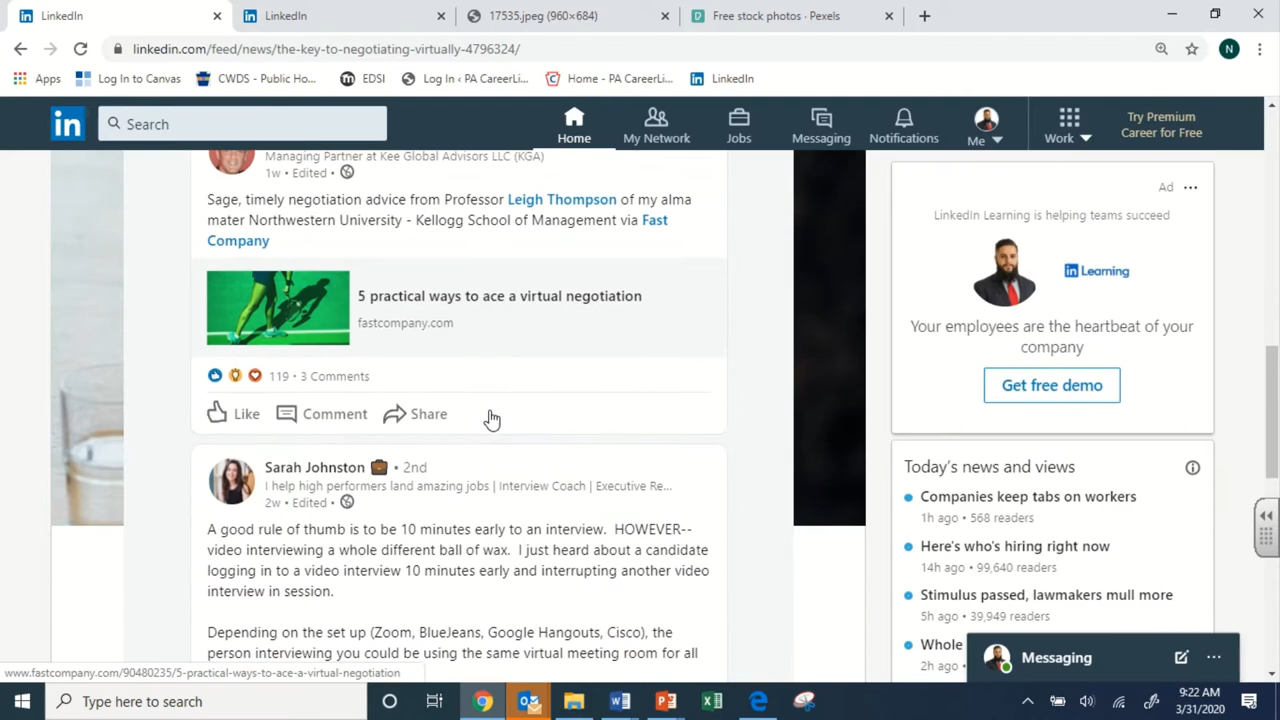 LinkedIn
LinkedIn
17535.jpeg (960×684)
Free stock photos - Pexels
linkedin.com/feed/news/the-key-to-negotiating-virtually-4796324/
N
Apps
Log In to Canvas
CWDS - Public Ho...
EDSI
Log In ‹ PA CareerLi...
Home - PA CareerLi...
LinkedIn
in
Search
Home
My Network
Jobs
Messaging
Notifications
Me
Work
Try Premium
Career for Free
Managing Partner at Kee Global Advisors LLC (KGA)
1w • Edited •
Sage, timely negotiation advice from Professor Leigh Thompson of my alma
mater Northwestern University - Kellogg School of Management via Fast
Company
5 practical ways to ace a virtual negotiation
fastcompany.com
119 • 3 Comments
Like
Comment
Share
Sarah Johnston • 2nd
I help high performers land amazing jobs | Interview Coach | Executive Re...
2w • Edited •
A good rule of thumb is to be 10 minutes early to an interview. HOWEVER--
video interviewing a whole different ball of wax. I just heard about a candidate
logging in to a video interview 10 minutes early and interrupting another video
interview in session.
Depending on the set up (Zoom, BlueJeans, Google Hangouts, Cisco), the
person interviewing you could be using the same virtual meeting room for all
Ad
LinkedIn Learning is helping teams succeed
in Learning
Your employees are the heartbeat of your
company
Get free demo
Today's news and views
Companies keep tabs on workers
1h ago • 568 readers
Here's who's hiring right now
14h ago • 99,640 readers
Stimulus passed, lawmakers mull more
5h ago • 39,949 readers
Whole
2h ago •
Messaging
www.fastcompany.com/90480235/5-practical-ways-to-ace-a-virtual-negotiation
Type here to search
9:22 AM
3/31/2020